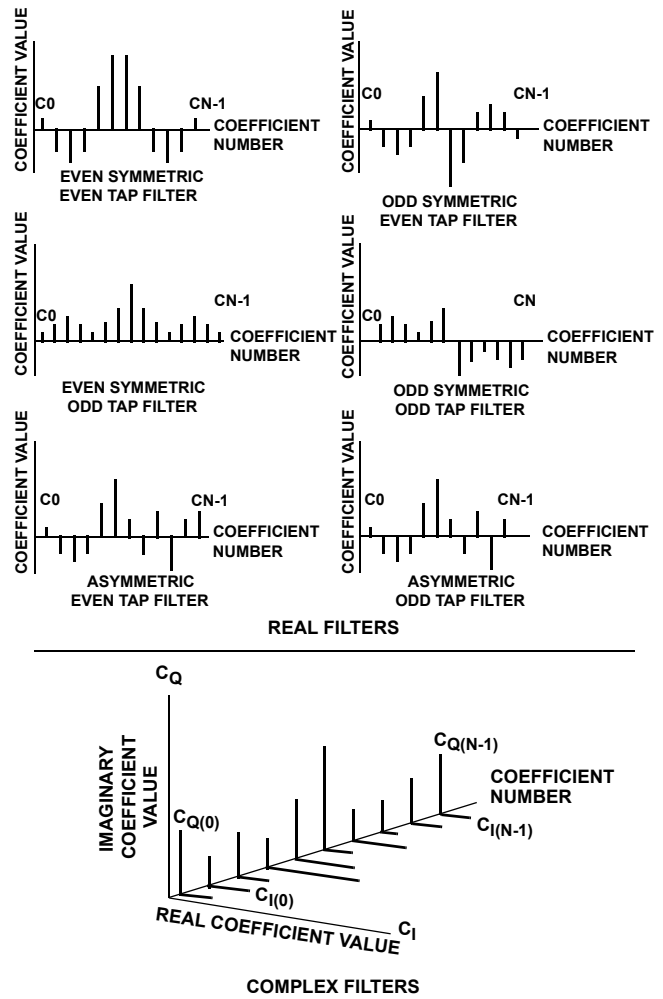 COEFFICIENT VALUE
C0
CN-1
COEFFICIENT
NUMBER
EVEN SYMMETRIC
EVEN TAP FILTER
COEFFICIENT VALUE
C0
CN-1
COEFFICIENT
NUMBER
ODD SYMMETRIC
EVEN TAP FILTER
COEFFICIENT VALUE
C0
CN-1
COEFFICIENT
NUMBER
EVEN SYMMETRIC
ODD TAP FILTER
COEFFICIENT VALUE
C0
CN
COEFFICIENT
NUMBER
ODD SYMMETRIC
ODD TAP FILTER
COEFFICIENT VALUE
C0
CN-1
COEFFICIENT
NUMBER
ASYMMETRIC
EVEN TAP FILTER
COEFFICIENT VALUE
C0
CN-1
COEFFICIENT
NUMBER
ASYMMETRIC
ODD TAP FILTER
REAL FILTERS
CQ
IMAGINARY
COEFFICIENT
VALUE
CQ(0)
CQ(N-1)
COEFFICIENT
NUMBER
CI(N-1)
CI(0)
REAL COEFFICIENT VALUE
CI
COMPLEX FILTERS